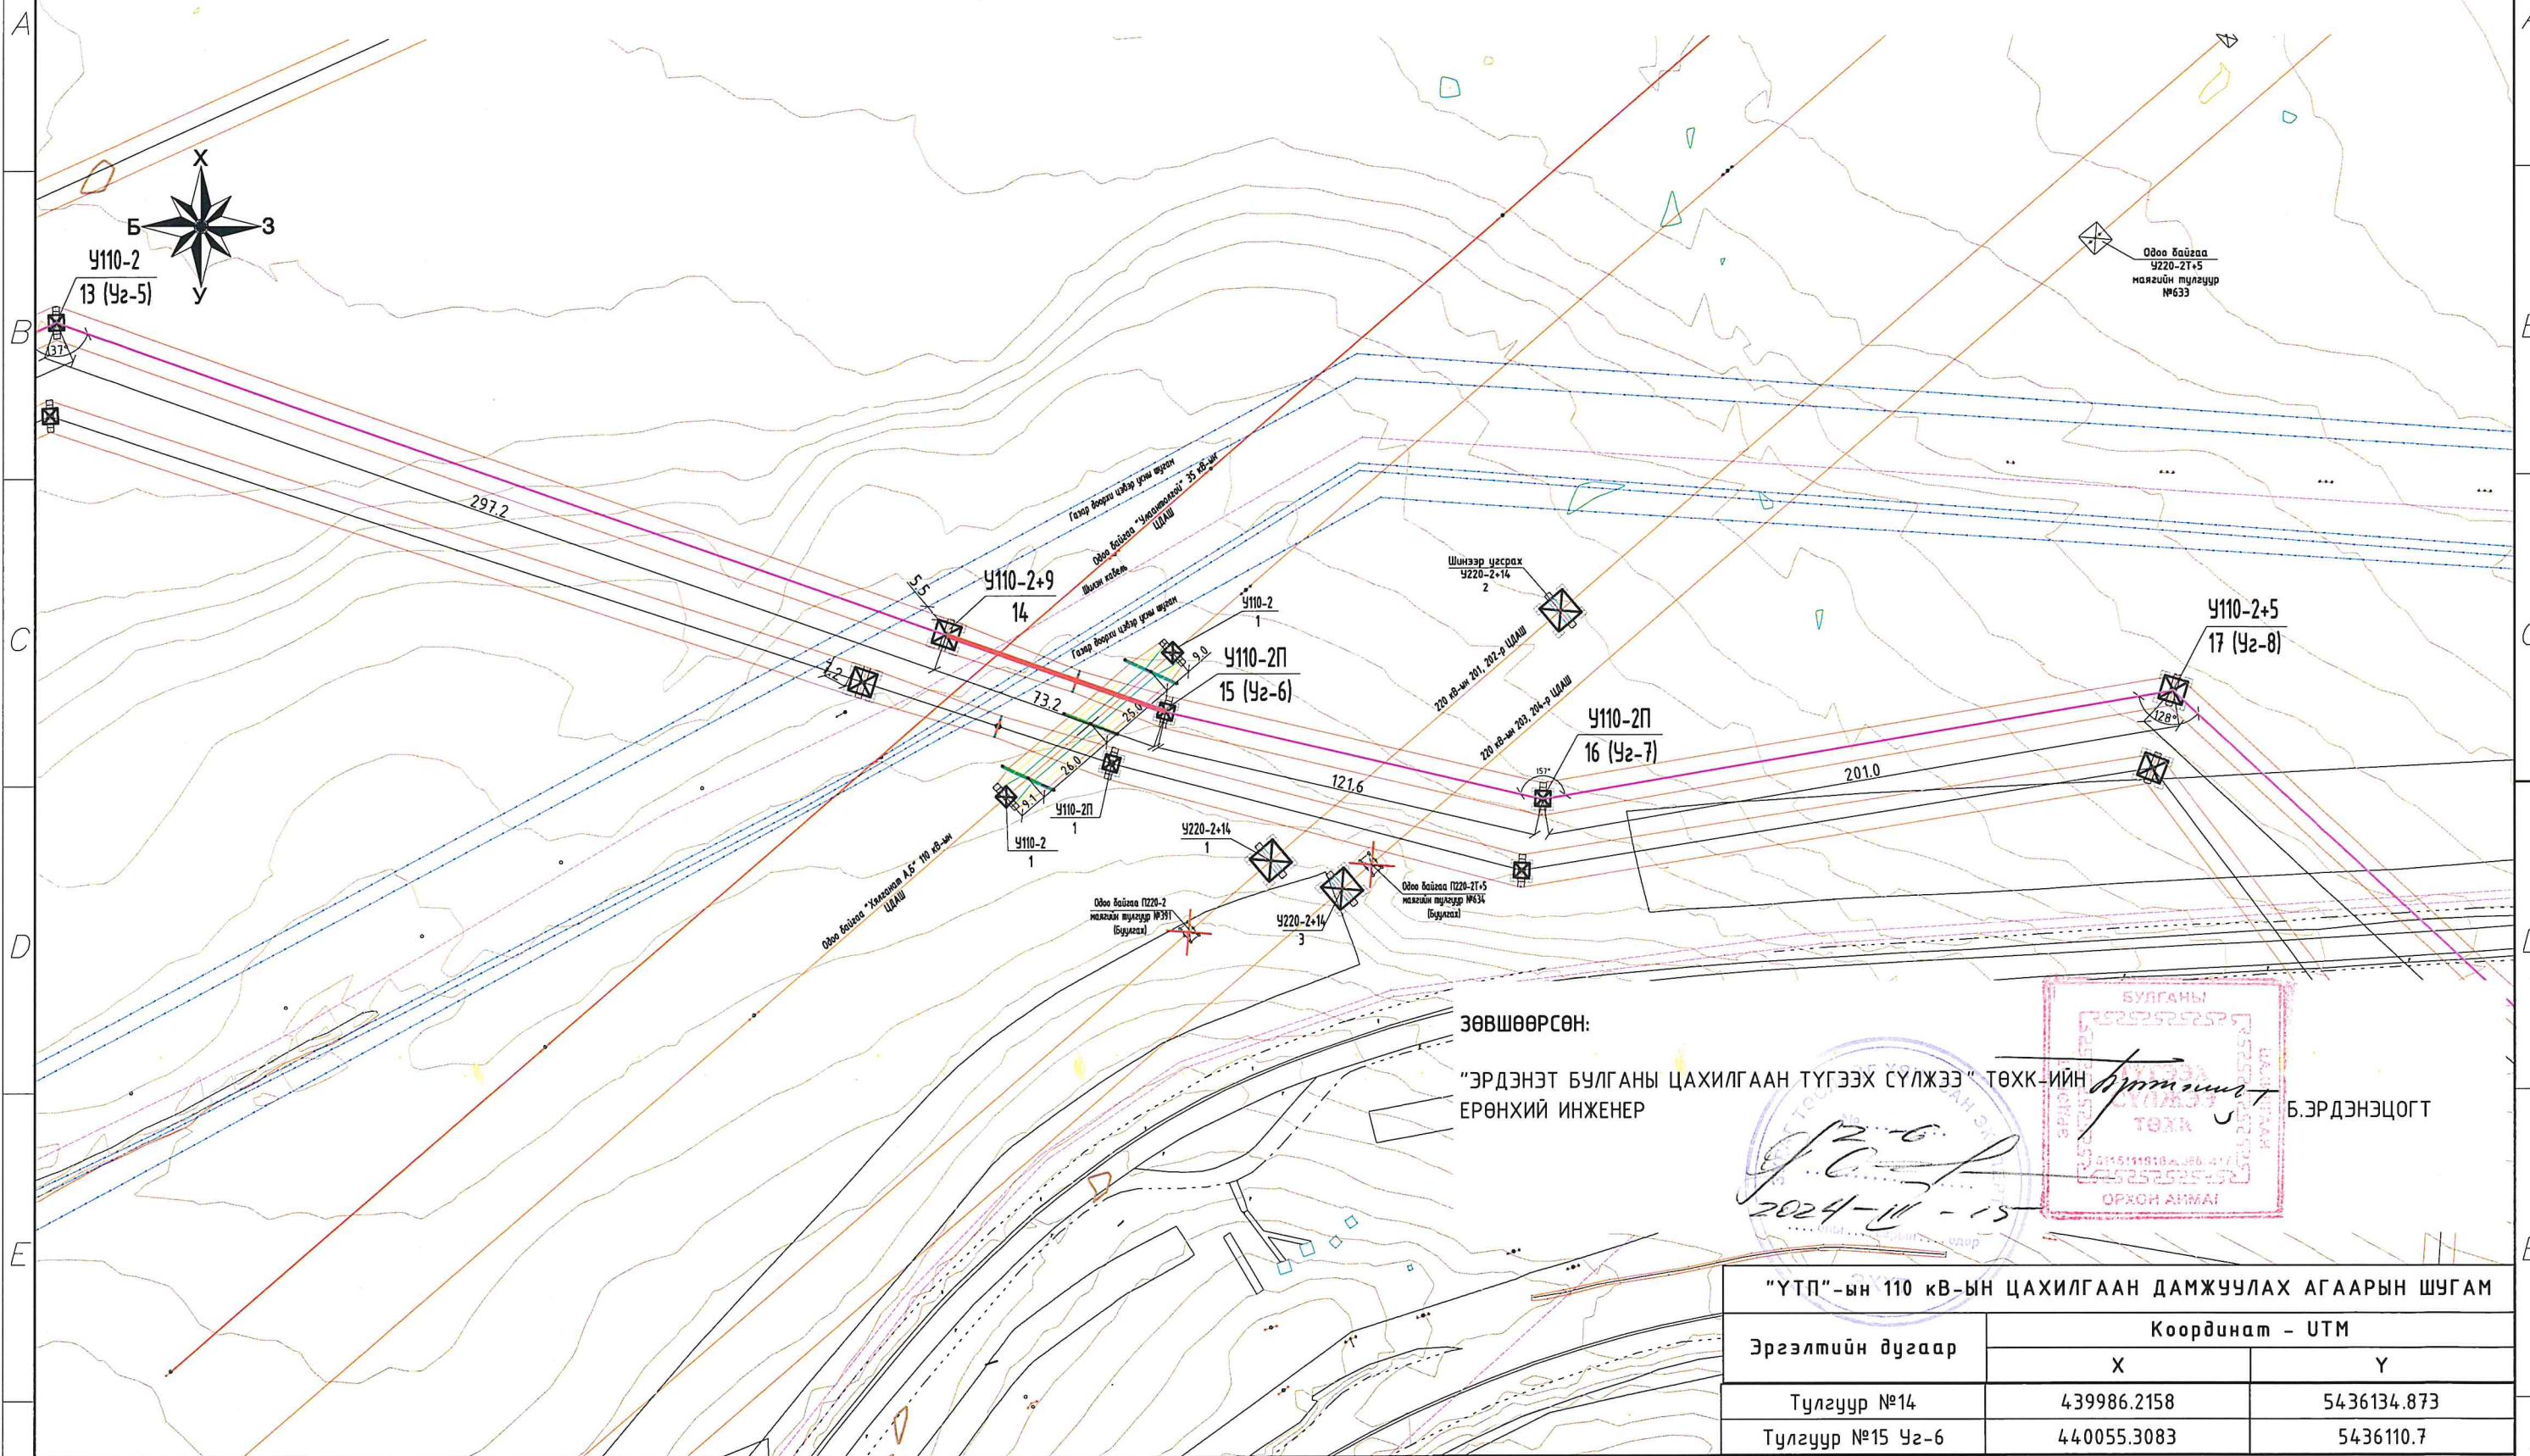 A
A
Х
Б
З
У
У110-2
13 (Уг-5)
B
137°
Одоо байгаа
У220-2Т+5
маягийн тулгуур
№633
297.2
Газар доорхи цэвэр усны шугам
Одоо байгаа "Улаантолгой" 35 кВ-ын
ЦДАШ
Шилэн кабель
Газар доорхи цэвэр усны шугам
5.5
У110-2+9
14
C
7.2
73.2
У110-2
1
9.0
У110-2П
15 (Уг-6)
25.0
26.0
9.1
У110-2П
1
У110-2
1
Шинээр угсрах
У220-2+14
2
220 кВ-ын 201, 202-р ЦДАШ
220 кВ-ын 203, 204-р ЦДАШ
У110-2П
16 (Уг-7)
157°
121.6
201.0
У110-2+5
17 (Уг-8)
128°
У220-2+14
1
Одоо байгаа "Хялганат А,Б" 110 кВ-ын
ЦДАШ
Одоо байгаа П220-2
маягийн тулгуур №391
(Буулгах)
Одоо байгаа П220-2Т+5
маягийн тулгуур №634
(Буулгах)
У220-2+14
3
D
ЗӨВШӨӨРСӨН:
"ЭРДЭНЭТ БУЛГАНЫ ЦАХИЛГААН ТҮГЭЭХ СҮЛЖЭЭ" ТӨХК-ИЙН
ЕРӨНХИЙ ИНЖЕНЕР
Б.ЭРДЭНЭЦОГТ
БУЛГАНЫ
СҮЛЖЭЭ
ТӨХК
ОРХОН АЙМАГ
2024-III-15
E
"ҮТП"-ын 110 кВ-ЫН ЦАХИЛГААН ДАМЖУУЛАХ АГААРЫН ШУГАМ
Эргэлтийн дугаар
Координат - UTM
X
Y
Тулгуур №14
439986.2158
5436134.873
Тулгуур №15 Уг-6
440055.3083
5436110.7